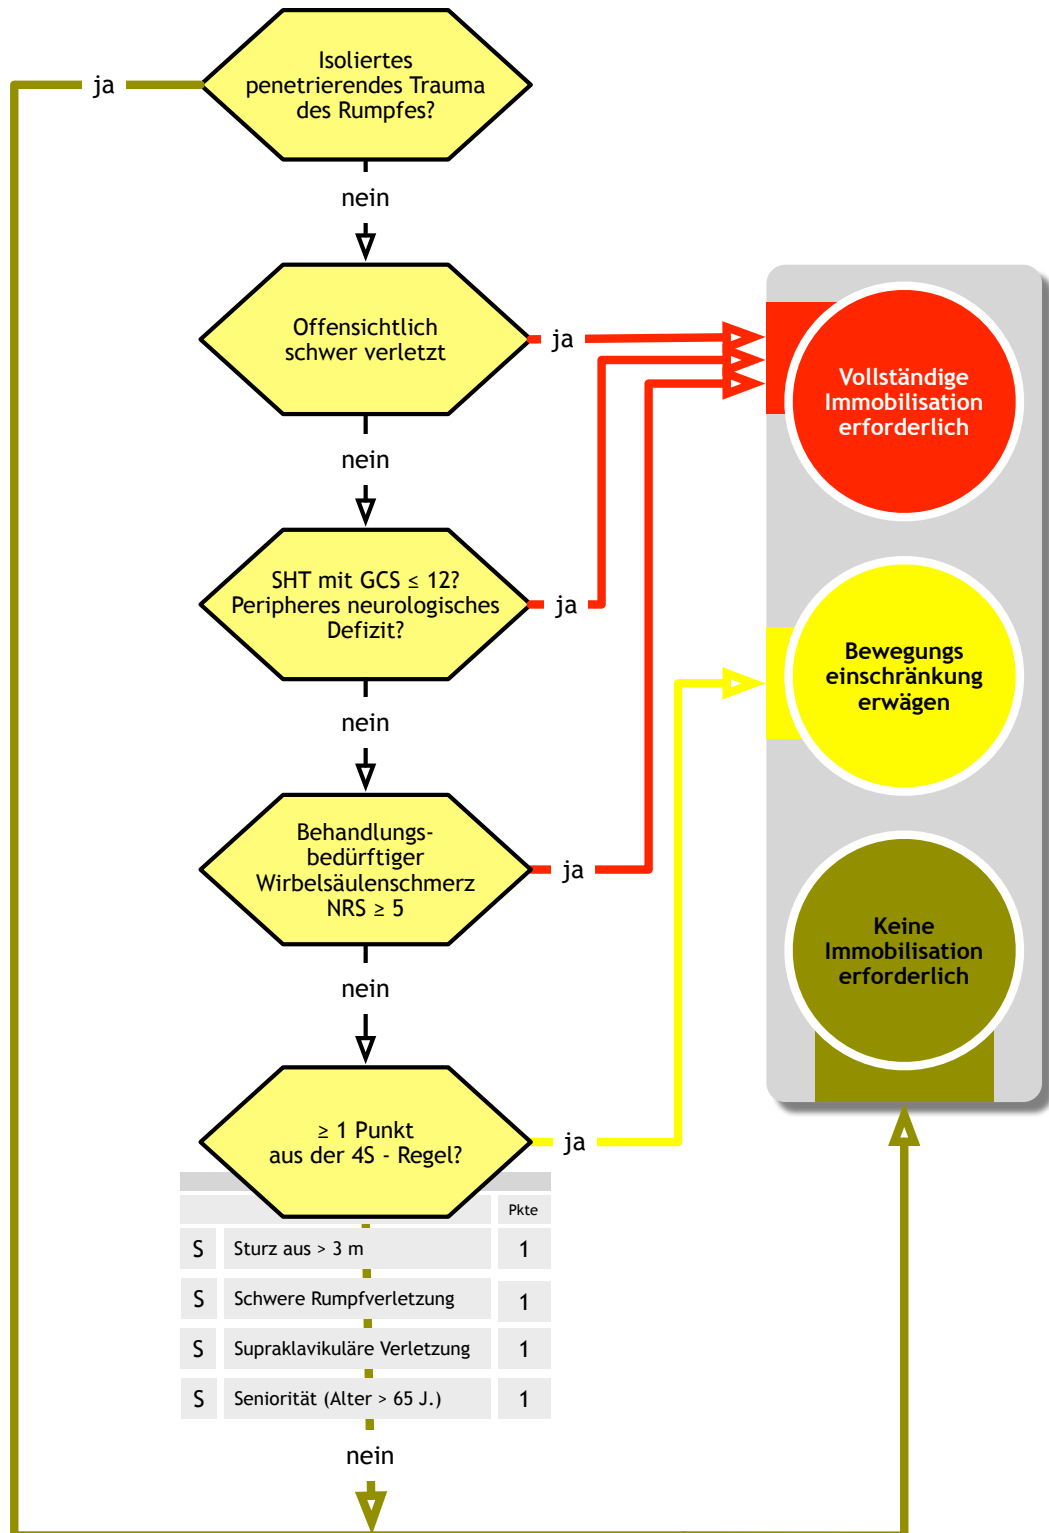 Isoliertes
penetrierendes Trauma
des Rumpfes?
ja
nein
Offensichtlich
schwer verletzt
ja
nein
SHT mit GCS ≤ 12?
Peripheres neurologisches
Defizit?
ja
nein
Behandlungs-
bedürftiger
Wirbelsäulenschmerz
NRS ≥ 5
ja
nein
≥ 1 Punkt
aus der 4S - Regel?
ja
Pkte
S Sturz aus > 3 m 1
S Schwere Rumpfverletzung 1
S Supraklavikuläre Verletzung 1
S Seniorität (Alter > 65 J.) 1
nein
Vollständige
Immobilisation
erforderlich
Bewegungs
einschränkung
erwägen
Keine
Immobilisation
erforderlich